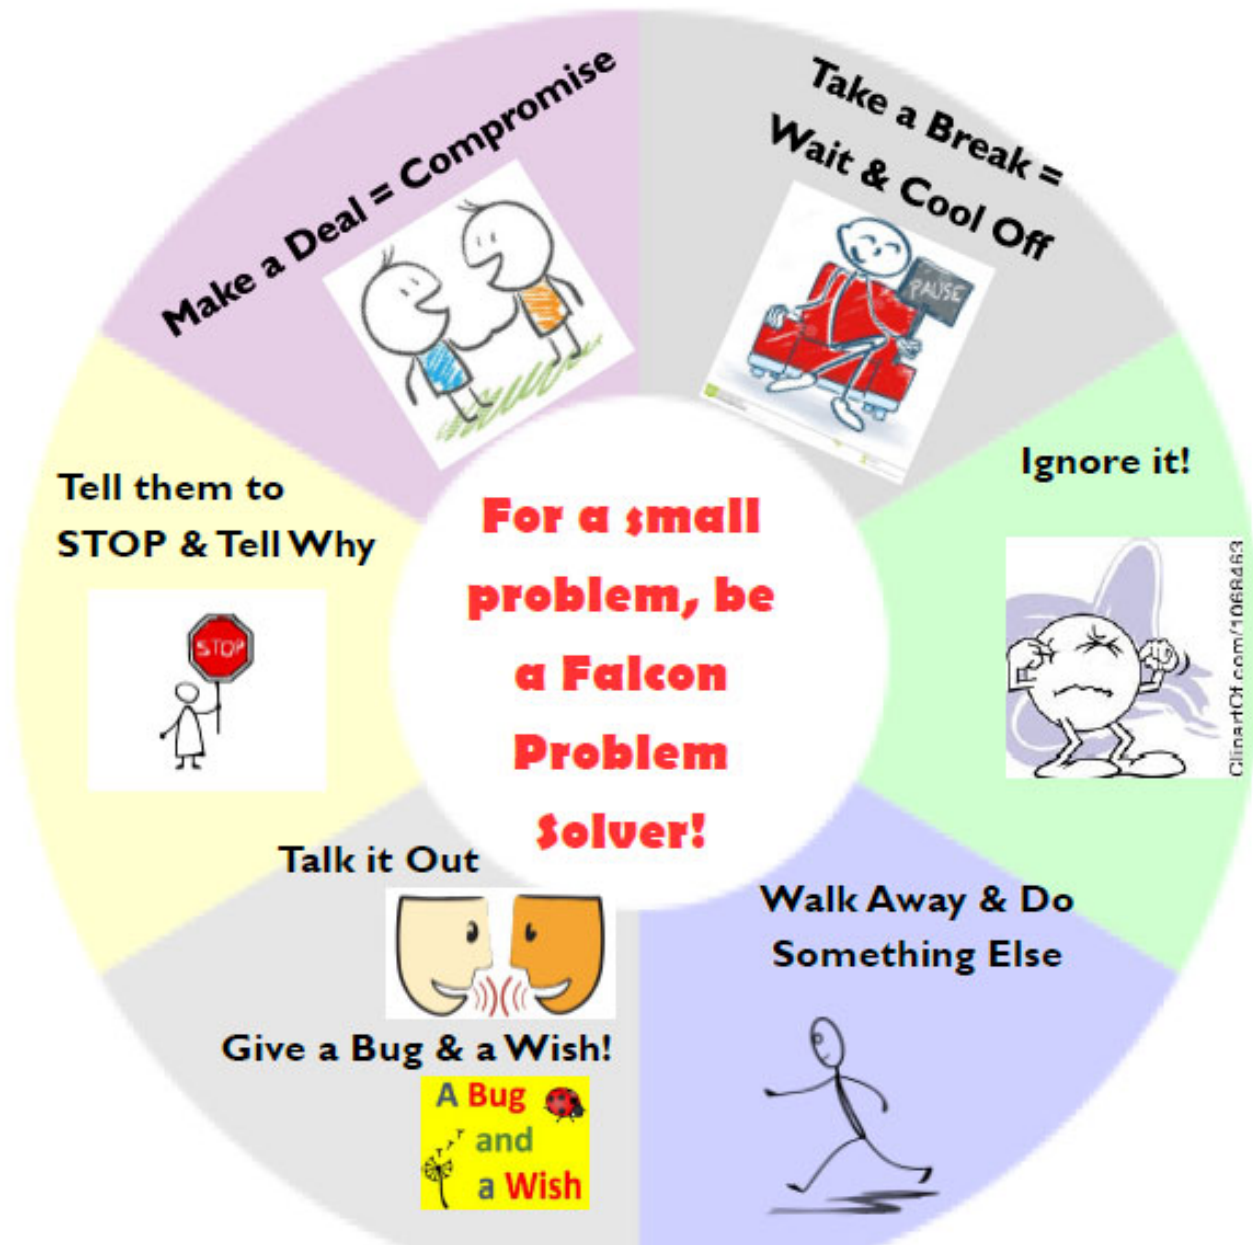 Make a Deal = Compromise
Take a Break =
Wait & Cool Off
PAUSE
Ignore it!
ClipartOf.com/1068463
Tell them to
STOP & Tell Why
STOP
For a small
problem, be
a Falcon
Problem
Solver!
Talk it Out
Give a Bug & a Wish!
A Bug
and
a Wish
Walk Away & Do
Something Else